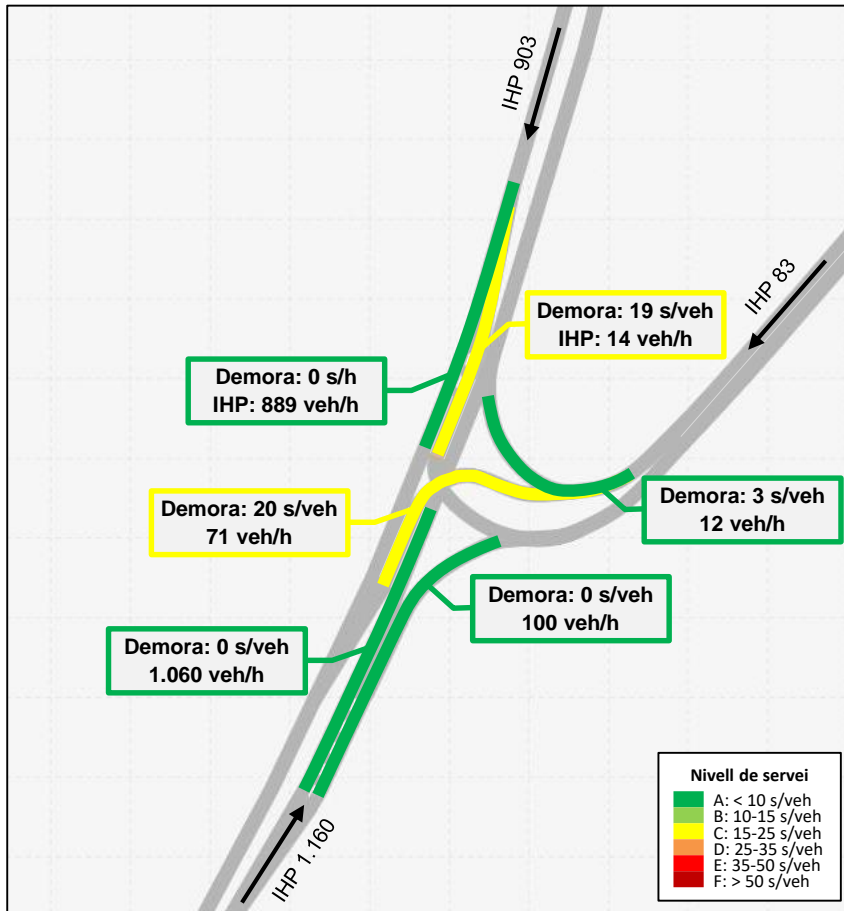 IHP 903
IHP 83
Demora: 19 s/veh
IHP: 14 veh/h
Demora: 0 s/h
IHP: 889 veh/h
Demora: 20 s/veh
71 veh/h
Demora: 3 s/veh
12 veh/h
Demora: 0 s/veh
100 veh/h
Demora: 0 s/veh
1.060 veh/h
IHP 1.160
Nivell de servei
A: < 10 s/veh
B: 10-15 s/veh
C: 15-25 s/veh
D: 25-35 s/veh
E: 35-50 s/veh
F: > 50 s/veh